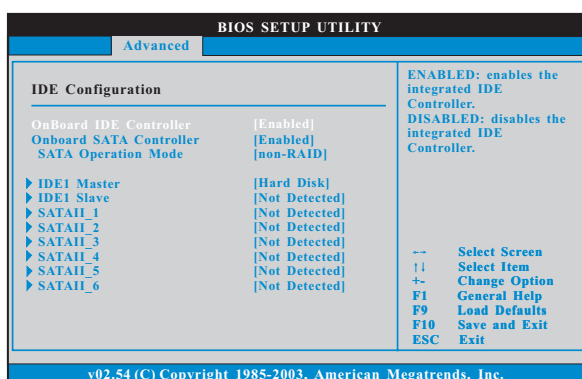 BIOS SETUP UTILITY
Advanced
IDE Configuration
OnBoard IDE Controller [Enabled]
Onboard SATA Controller [Enabled]
SATA Operation Mode [non-RAID]
IDE1 Master [Hard Disk]
IDE1 Slave [Not Detected]
SATAII_1 [Not Detected]
SATAII_2 [Not Detected]
SATAII_3 [Not Detected]
SATAII_4 [Not Detected]
SATAII_5 [Not Detected]
SATAII_6 [Not Detected]
ENABLED: enables the
integrated IDE
Controller.
DISABLED: disables the
integrated IDE
Controller.
←→ Select Screen
↑↓ Select Item
+- Change Option
F1 General Help
F9 Load Defaults
F10 Save and Exit
ESC Exit
v02.54 (C) Copyright 1985-2003, American Megatrends, Inc.